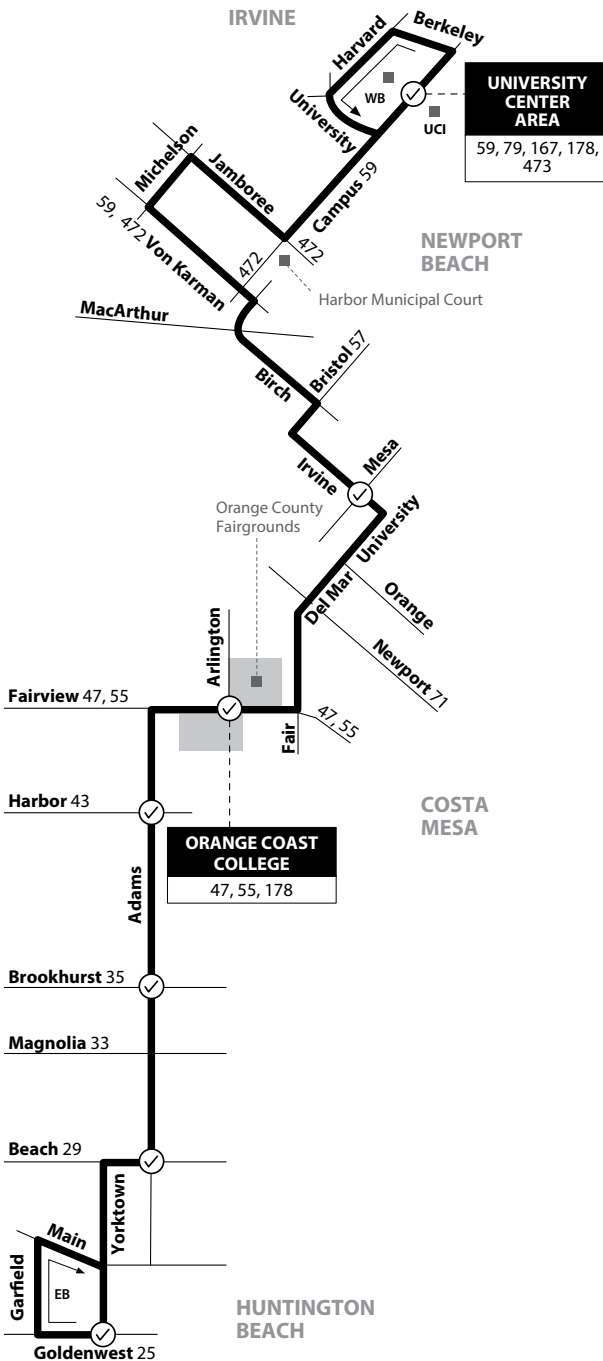 IRVINE
Berkeley
Harvard
WB
University
UCI
UNIVERSITY
CENTER
AREA
59, 79, 167, 178,
473
Michelson
Jamboree
Campus 59
59, 472
Von Karman
472
472
NEWPORT
BEACH
Harbor Municipal Court
MacArthur
Birch
Bristol 57
Irvine
Mesa
Orange County
Fairgrounds
University
Del Mar
Orange
Newport 71
Arlington
Fairview 47, 55
47, 55
Fair
Harbor 43
COSTA
MESA
ORANGE COAST
COLLEGE
47, 55, 178
Adams
Brookhurst 35
Magnolia 33
Beach 29
Yorktown
Main
Garfield
EB
HUNTINGTON
BEACH
Goldenwest 25